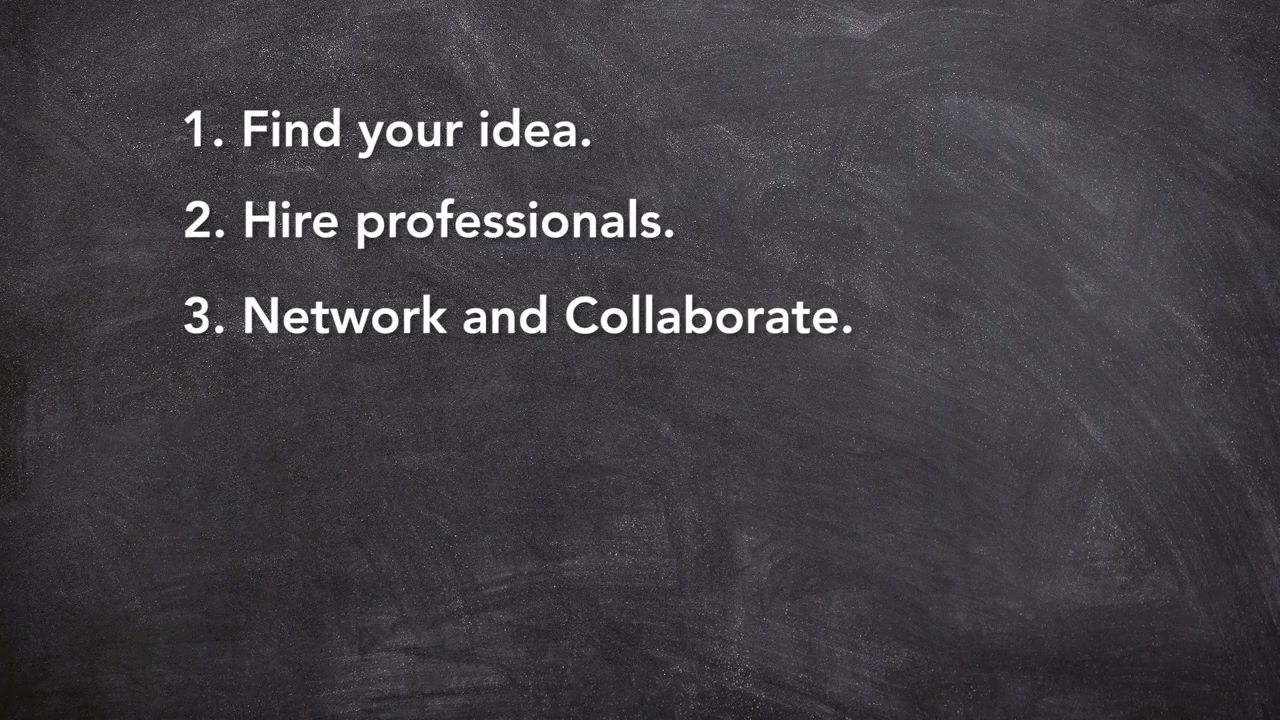 1. Find your idea.
2. Hire professionals.
3. Network and Collaborate.